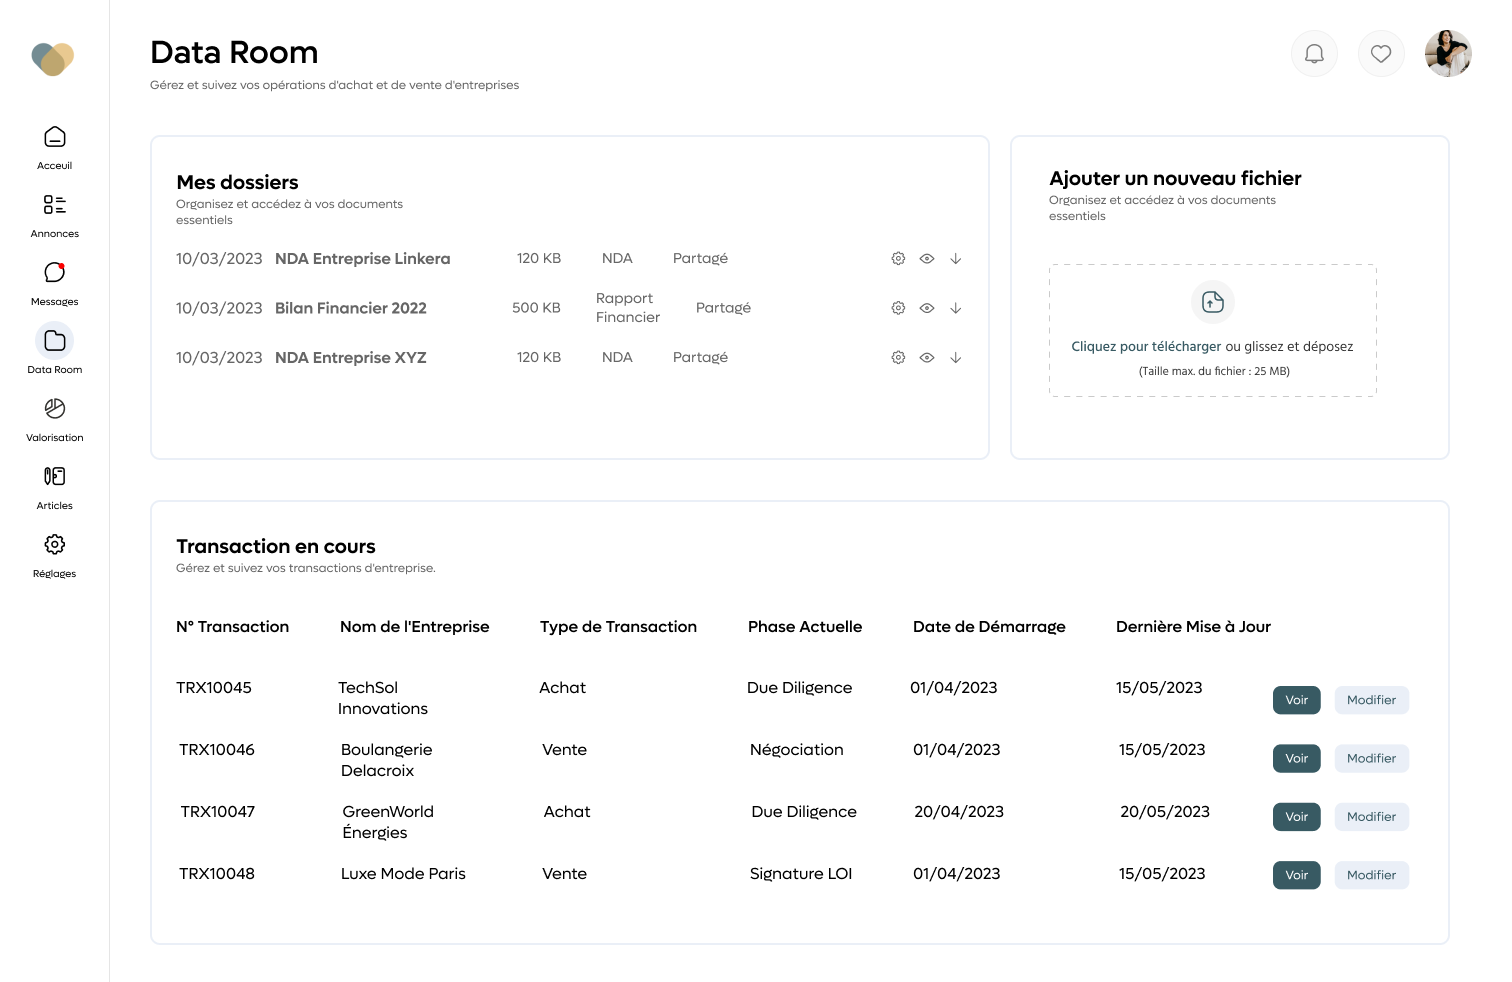 Data Room
Gérez et suivez vos opérations d'achat et de vente d'entreprises
Acceuil
Annonces
Messages
Data Room
Valorisation
Articles
Réglages
Mes dossiers
Organisez et accédez à vos documents
essentiels
10/03/2023 NDA Entreprise Linkera 120 KB NDA Partagé
10/03/2023 Bilan Financier 2022 500 KB Rapport Financier Partagé
10/03/2023 NDA Entreprise XYZ 120 KB NDA Partagé
Ajouter un nouveau fichier
Organisez et accédez à vos documents
essentiels
Cliquez pour télécharger ou glissez et déposez
(Taille max. du fichier : 25 MB)
Transaction en cours
Gérez et suivez vos transactions d'entreprise.
N° Transaction Nom de l'Entreprise Type de Transaction Phase Actuelle Date de Démarrage Dernière Mise à Jour
TRX10045 TechSol Innovations Achat Due Diligence 01/04/2023 15/05/2023 Voir Modifier
TRX10046 Boulangerie Delacroix Vente Négociation 01/04/2023 15/05/2023 Voir Modifier
TRX10047 GreenWorld Énergies Achat Due Diligence 20/04/2023 20/05/2023 Voir Modifier
TRX10048 Luxe Mode Paris Vente Signature LOI 01/04/2023 15/05/2023 Voir Modifier